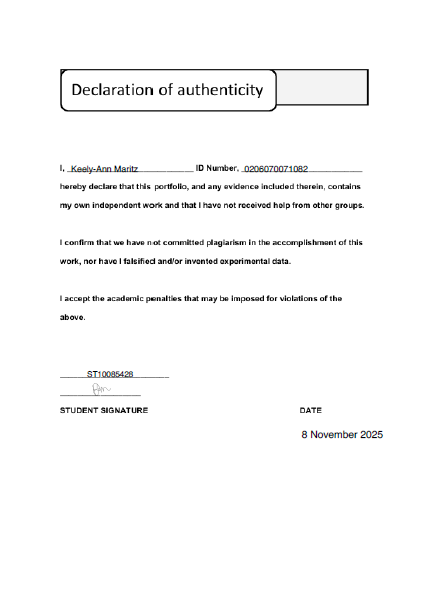 Declaration of authenticity
I, Keely-Ann Maritz ID Number, 0206070071082
hereby declare that this portfolio, and any evidence included therein, contains
my own independent work and that I have not received help from other groups.
I confirm that we have not committed plagiarism in the accomplishment of this
work, nor have I falsified and/or invented experimental data.
I accept the academic penalties that may be imposed for violations of the
above.
ST10085428
STUDENT SIGNATURE DATE
8 November 2025